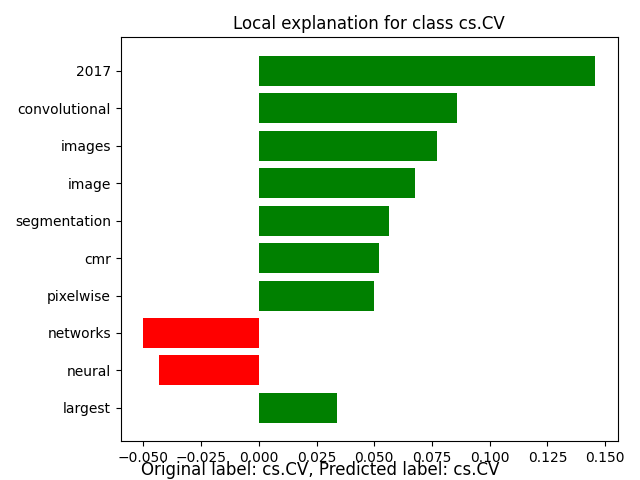 Local explanation for class cs.CV
2017
convolutional
images
image
segmentation
cmr
pixelwise
networks
neural
largest
−0.050 −0.025 0.000 0.025 0.050 0.075 0.100 0.125 0.150
Original label: cs.CV, Predicted label: cs.CV